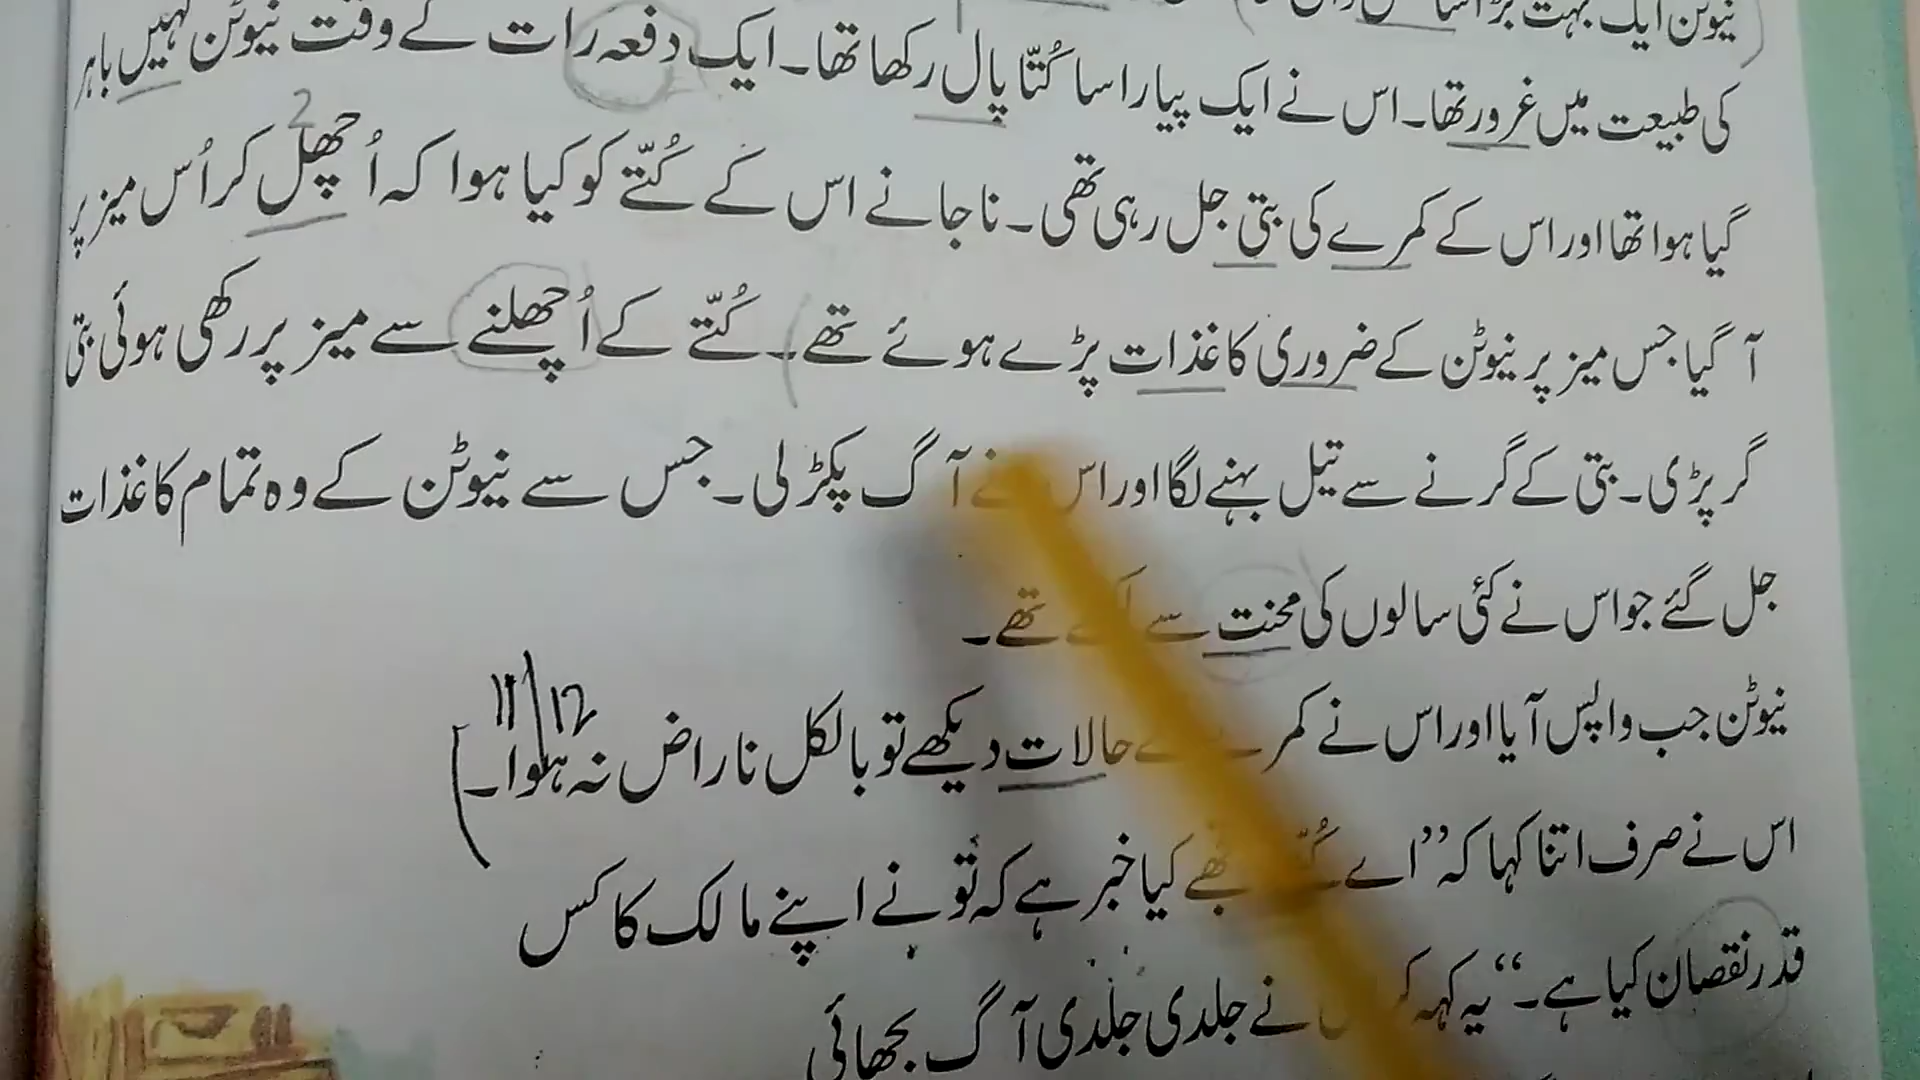 نیوٹن ایک بہت بڑا
کی طبیعت میں غرور تھا۔ اس نے ایک پیارا سا کُتّا پال رکھا تھا۔ ایک دفعہ رات کے وقت نیوٹن کہیں باہر
2
گیا ہوا تھا اور اس کے کمرے کی بتی جل رہی تھی۔ ناجانے اس کے کُتّے کو کیا ہوا کہ اُچھل کر اُس میز پر
آ گیا جس میز پر نیوٹن کے ضروری کاغذات پڑے ہوئے تھے۔ کُتّے کے اُچھلنے سے میز پر رکھی ہوئی بتی
گر پڑی۔ بتی کے گرنے سے تیل بہنے لگا اور اس نے آگ پکڑ لی۔ جس سے نیوٹن کے وہ تمام کاغذات
جل گئے جو اس نے کئی سالوں کی محنت سے تھے۔
11/12
نیوٹن جب واپس آیا اور اس نے کمرے کے حالات دیکھے تو بالکل ناراض نہ ہوا۔
اس نے صرف اتنا کہا کہ ”اے کُتّے تجھے کیا خبر ہے کہ تُو نے اپنے مالک کا کس
قدر نقصان کیا ہے۔“ یہ کہہ کر اس نے جلدی جلدی آگ بجھائی